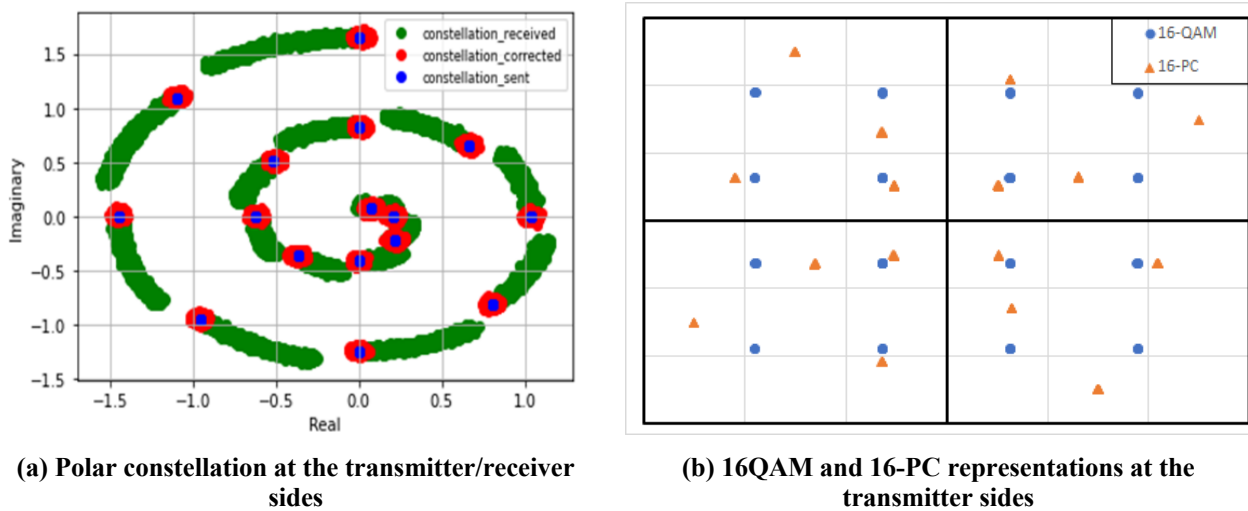 constellation_received
constellation_corrected
constellation_sent
1.5
1.0
0.5
0.0
−0.5
−1.0
−1.5
Imaginary
−1.5
−1.0
−0.5
0.0
0.5
1.0
Real
16-QAM
16-PC
(a) Polar constellation at the transmitter/receiver
sides
(b) 16QAM and 16-PC representations at the
transmitter sides